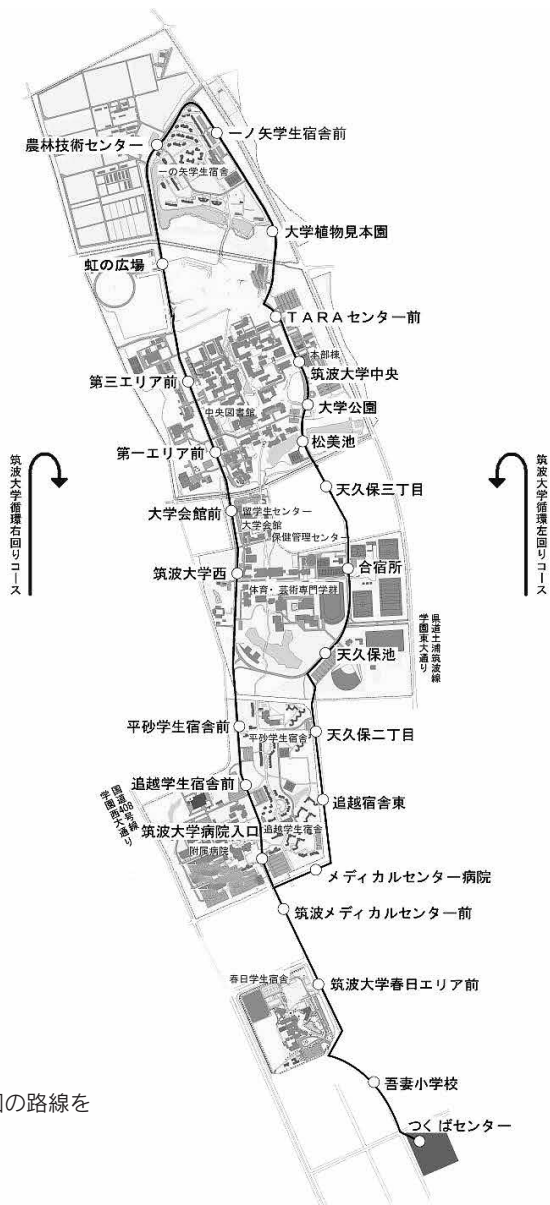 一ノ矢学生宿舎前
農林技術センター
一の矢学生宿舎
大学植物見本園
虹の広場
TARAセンター前
本部棟
筑波大学中央
第三エリア前
大学公園
中央図書館
松美池
第一エリア前
筑波大学循環右回りコース
筑波大学循環左回りコース
天久保三丁目
大学会館前
留学生センター
大学会館
保健管理センター
合宿所
筑波大学西
体育・芸術専門学群
県道土浦筑波線
学園東大通り
天久保池
平砂学生宿舎前
平砂学生宿舎
天久保二丁目
追越学生宿舎前
国道408号線
学園西大通り
追越宿舎東
筑波大学病院入口
追越学生宿舎
附属病院
メディカルセンター病院
筑波メディカルセンター前
春日学生宿舎
筑波大学春日エリア前
吾妻小学校
の路線を
つくばセンター